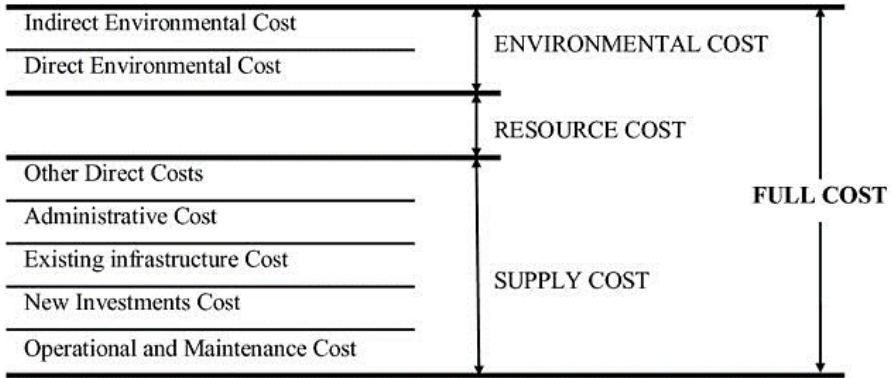 Indirect Environmental Cost
ENVIRONMENTAL COST
Direct Environmental Cost
RESOURCE COST
Other Direct Costs
FULL COST
Administrative Cost
Existing infrastructure Cost
SUPPLY COST
New Investments Cost
Operational and Maintenance Cost